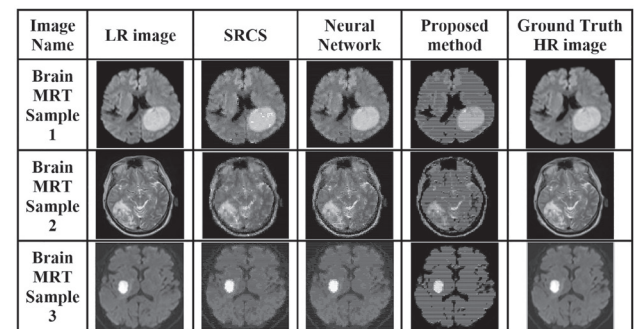 Image Name LR image SRCS Neural Network Proposed method Ground Truth HR image
Brain MRT Sample 1
Brain MRT Sample 2
Brain MRT Sample 3